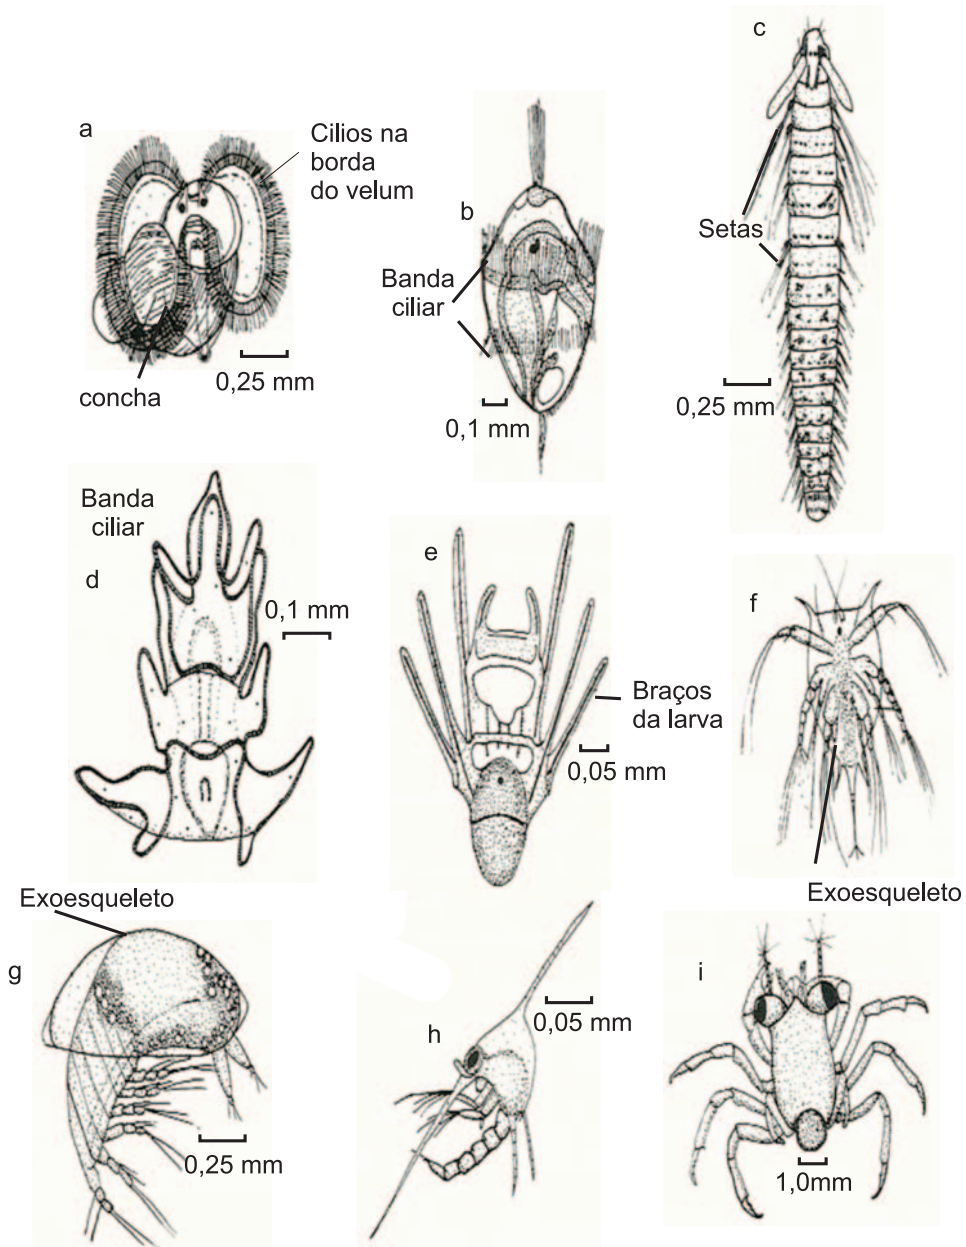 a
Cilios na
borda
do velum
concha
0,25 mm
b
Banda
ciliar
0,1 mm
c
Setas
0,25 mm
Banda
ciliar
d
0,1 mm
e
Braços
da larva
0,05 mm
f
Exoesqueleto
Exoesqueleto
g
0,25 mm
h
0,05 mm
i
1,0mm